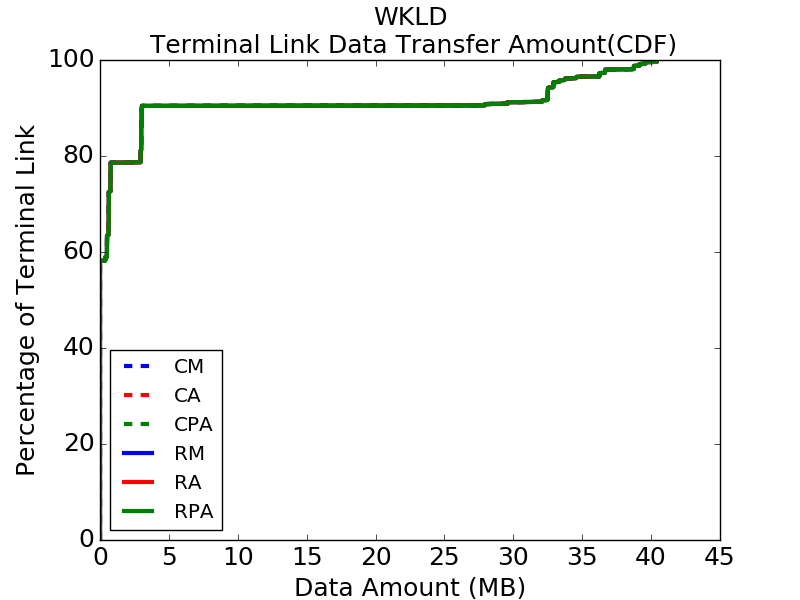 WKLD
Terminal Link Data Transfer Amount(CDF)
Percentage of Terminal Link
100
80
60
40
20
0
CM
CA
CPA
RM
RA
RPA
0 5 10 15 20 25 30 35 40 45
Data Amount (MB)